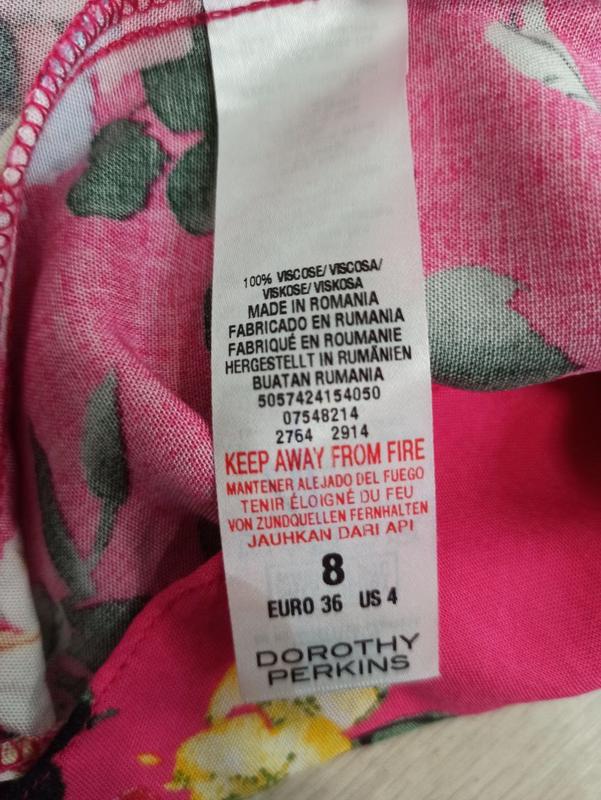 100% VISCOSE/ VISCOSA/
VISKOSE/ VISKOSA
MADE IN ROMANIA
FABRICADO EN RUMANIA
FABRIQUÉ EN ROUMANIE
HERGESTELLT IN RUMÄNIEN
BUATAN RUMANIA
5057424154050
07548214
2764 2914
KEEP AWAY FROM FIRE
MANTENER ALEJADO DEL FUEGO
TENIR ÉLOIGNÉ DU FEU
VON ZUNDQUELLEN FERNHALTEN
JAUHKAN DARI API
8
EURO 36 US 4
DOROTHY
PERKINS